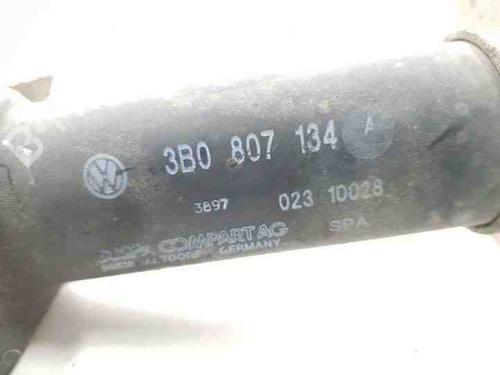 3B0 807 134 A
3897 023 10028
COMPART AG SPA
GERMANY